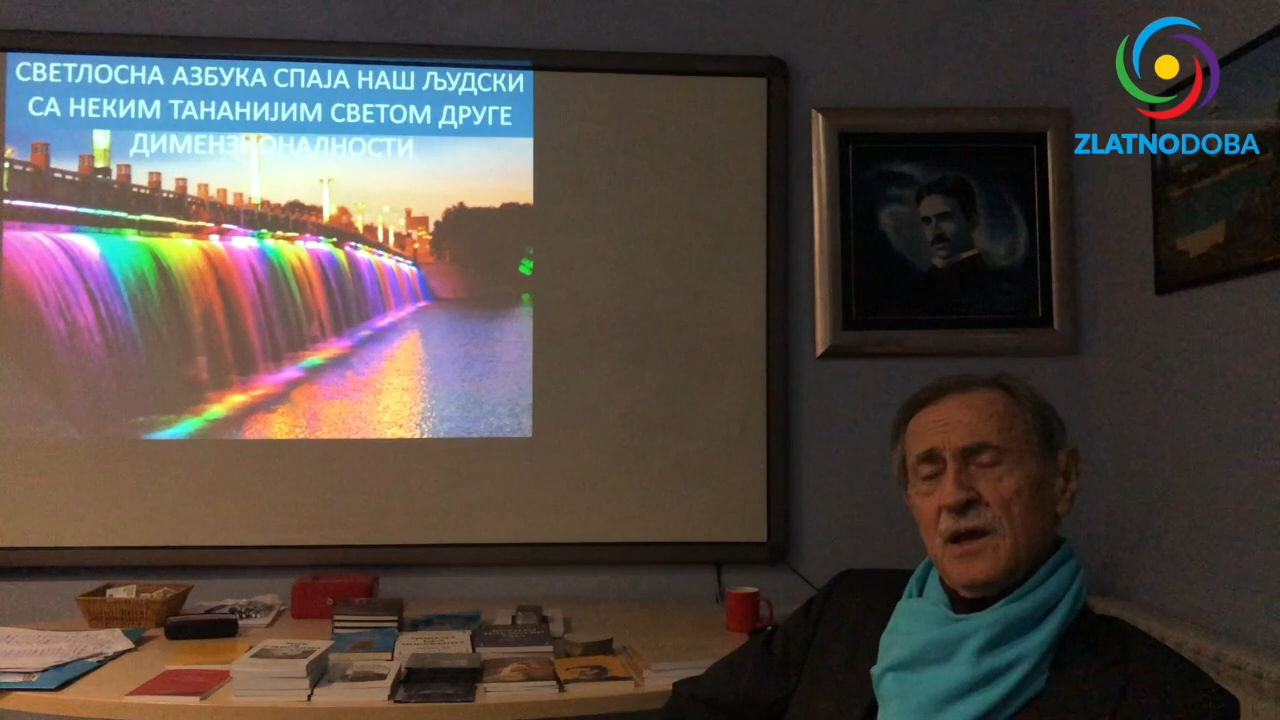 СВЕТЛОСНА АЗБУКА СПАЈА НАШ ЉУДСКИ
СА НЕКИМ ТАНАНИЈИМ СВЕТОМ ДРУГЕ
ДИМЕНЗИОНАЛНОСТИ
ZLATNODOBA